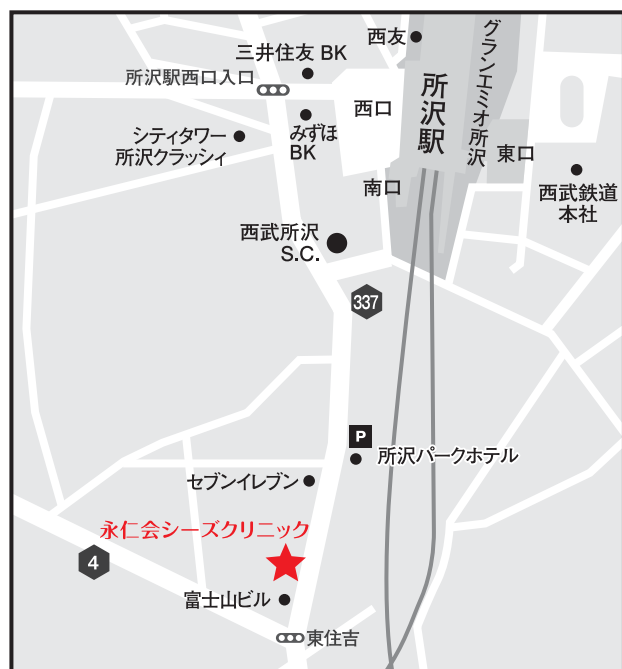 西友
グランエミオ所沢
三井住友 BK
所沢駅西口入口
西口
所沢駅
みずほ
BK
シティタワー
所沢クラッシィ
東口
南口
西武鉄道
本社
西武所沢
S.C.
337
P
所沢パークホテル
セブンイレブン
永仁会シーズクリニック
4
富士山ビル
東住吉